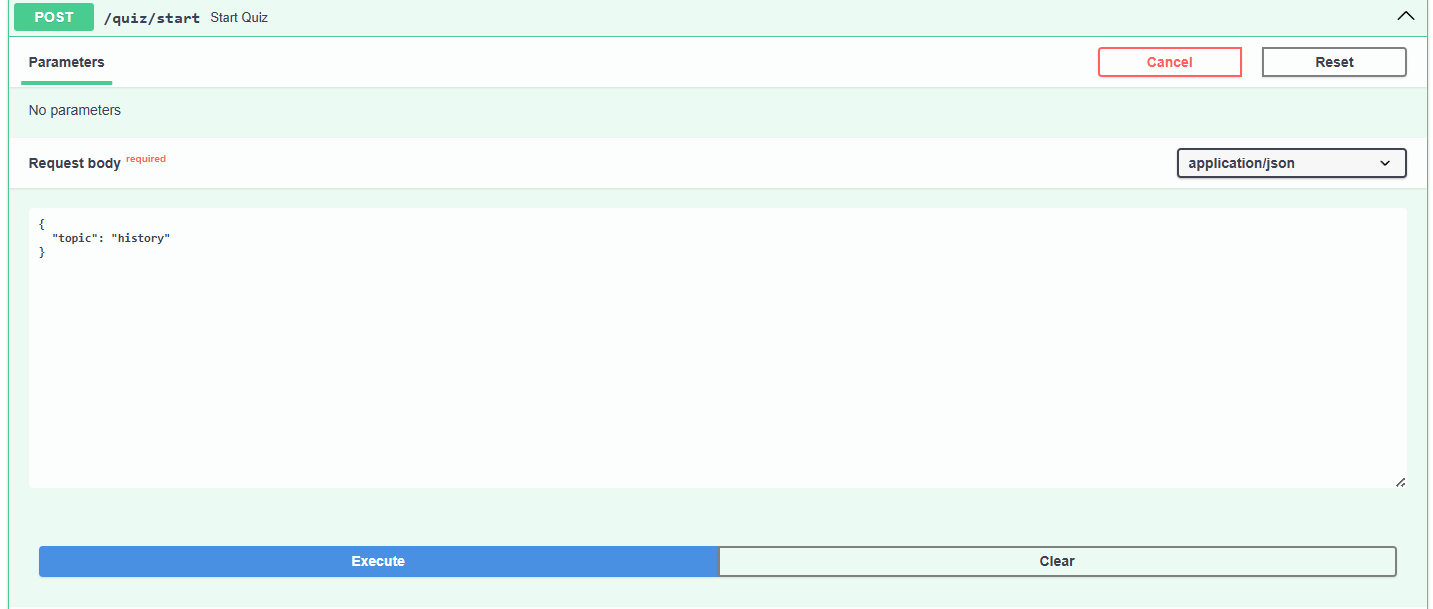 POST /quiz/start Start Quiz
Parameters Cancel Reset
No parameters
Request body required application/json
{
  "topic": "history"
}
Execute Clear